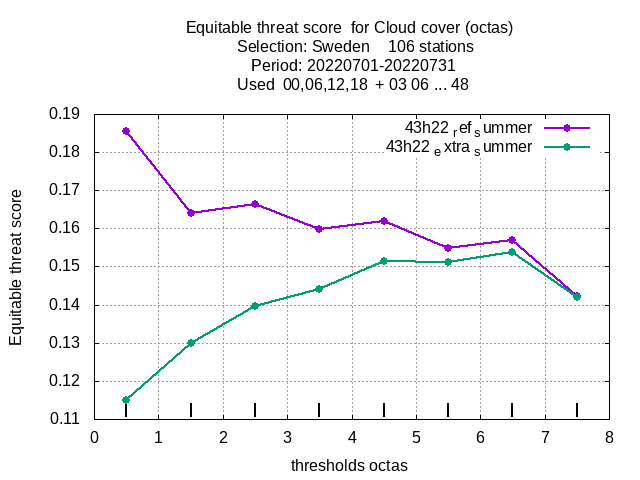 Equitable threat score for Cloud cover (octas)
Selection: Sweden 106 stations
Period: 20220701-20220731
Used 00,06,12,18 + 03 06 ... 48
43h22 ref summer
43h22 extra summer
0.19
0.18
0.17
0.16
0.15
0.14
0.13
0.12
0.11
Equitable threat score
0 1 2 3 4 5 6 7 8
thresholds octas